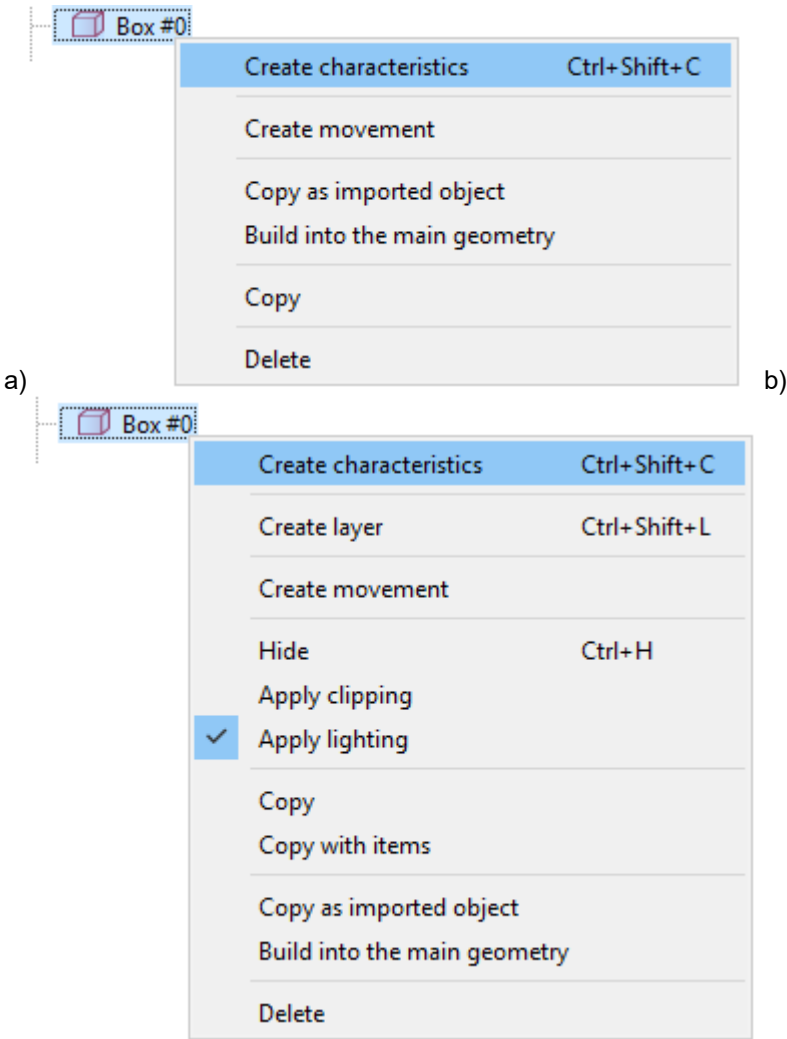 Box #0
Create characteristics Ctrl+Shift+C
Create movement
Copy as imported object
Build into the main geometry
Copy
Delete
a) b)
Box #0
Create characteristics Ctrl+Shift+C
Create layer Ctrl+Shift+L
Create movement
Hide Ctrl+H
Apply clipping
Apply lighting
Copy
Copy with items
Copy as imported object
Build into the main geometry
Delete